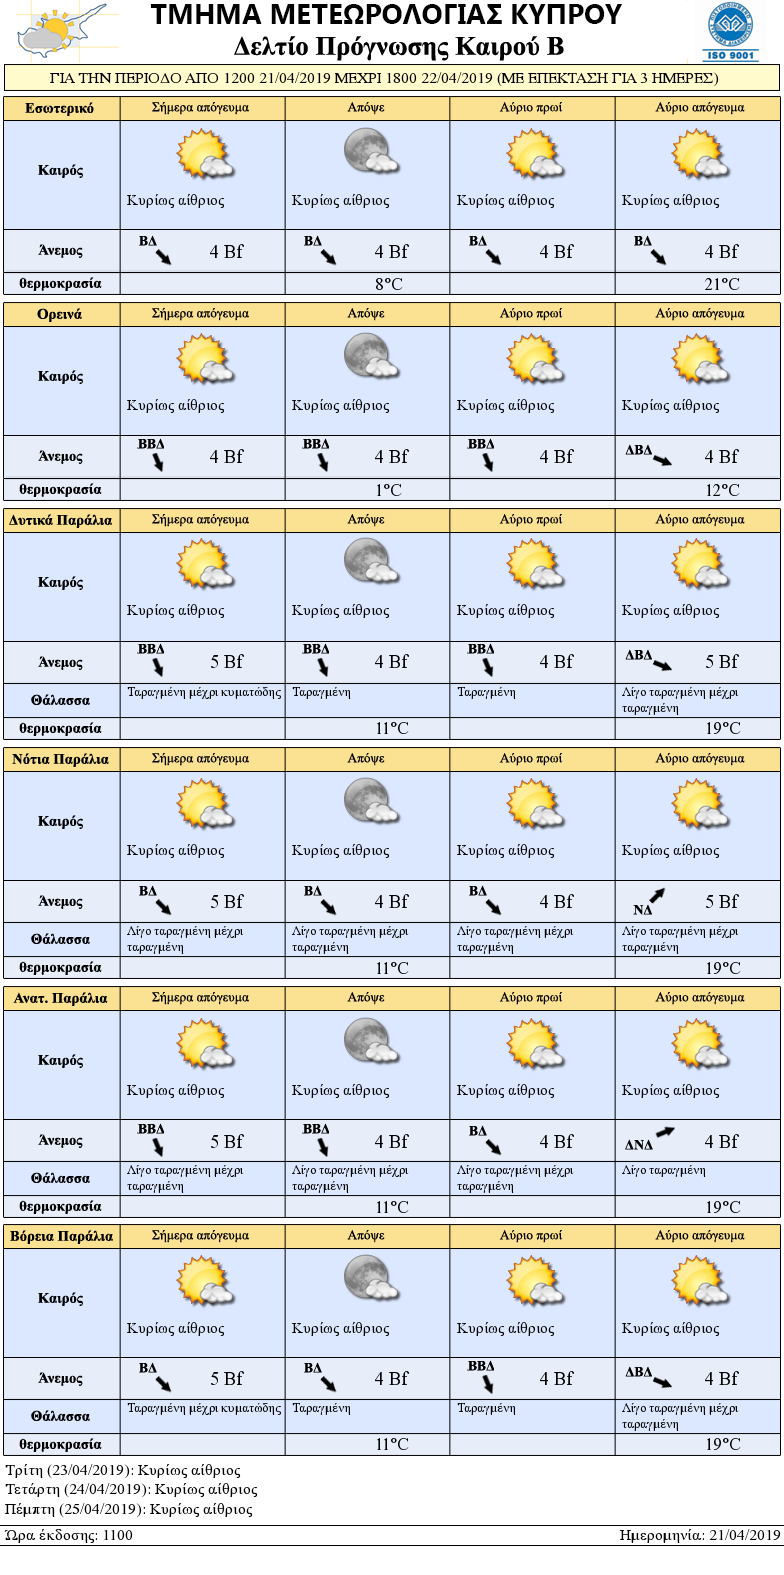 ΤΜΗΜΑ ΜΕΤΕΩΡΟΛΟΓΙΑΣ ΚΥΠΡΟΥ
Δελτίο Πρόγνωσης Καιρού Β
ISO 9001
ΓΙΑ ΤΗΝ ΠΕΡΙΟΔΟ ΑΠΟ 1200 21/04/2019 ΜΕΧΡΙ 1800 22/04/2019 (ΜΕ ΕΠΕΚΤΑΣΗ ΓΙΑ 3 ΗΜΕΡΕΣ)
Εσωτερικό Σήμερα απόγευμα Απόψε Αύριο πρωί Αύριο απόγευμα
Καιρός
Κυρίως αίθριος Κυρίως αίθριος Κυρίως αίθριος Κυρίως αίθριος
Άνεμος ΒΔ 4 Bf ΒΔ 4 Bf ΒΔ 4 Bf ΒΔ 4 Bf
θερμοκρασία 8°C 21°C
Ορεινά Σήμερα απόγευμα Απόψε Αύριο πρωί Αύριο απόγευμα
Καιρός
Κυρίως αίθριος Κυρίως αίθριος Κυρίως αίθριος Κυρίως αίθριος
Άνεμος ΒΒΔ 4 Bf ΒΒΔ 4 Bf ΒΒΔ 4 Bf ΔΒΔ 4 Bf
θερμοκρασία 1°C 12°C
Δυτικά Παράλια Σήμερα απόγευμα Απόψε Αύριο πρωί Αύριο απόγευμα
Καιρός
Κυρίως αίθριος Κυρίως αίθριος Κυρίως αίθριος Κυρίως αίθριος
Άνεμος ΒΒΔ 5 Bf ΒΒΔ 4 Bf ΒΒΔ 4 Bf ΔΒΔ 5 Bf
Θάλασσα Ταραγμένη μέχρι κυματώδης Ταραγμένη Ταραγμένη Λίγο ταραγμένη μέχρι
ταραγμένη
θερμοκρασία 11°C 19°C
Νότια Παράλια Σήμερα απόγευμα Απόψε Αύριο πρωί Αύριο απόγευμα
Καιρός
Κυρίως αίθριος Κυρίως αίθριος Κυρίως αίθριος Κυρίως αίθριος
Άνεμος ΒΔ 5 Bf ΒΔ 4 Bf ΒΔ 4 Bf ΝΔ 5 Bf
Θάλασσα Λίγο ταραγμένη μέχρι Λίγο ταραγμένη μέχρι Λίγο ταραγμένη μέχρι Λίγο ταραγμένη μέχρι
ταραγμένη ταραγμένη ταραγμένη ταραγμένη
θερμοκρασία 11°C 19°C
Ανατ. Παράλια Σήμερα απόγευμα Απόψε Αύριο πρωί Αύριο απόγευμα
Καιρός
Κυρίως αίθριος Κυρίως αίθριος Κυρίως αίθριος Κυρίως αίθριος
Άνεμος ΒΒΔ 5 Bf ΒΒΔ 4 Bf ΒΔ 4 Bf ΔΝΔ 4 Bf
Θάλασσα Λίγο ταραγμένη μέχρι Λίγο ταραγμένη μέχρι Λίγο ταραγμένη μέχρι Λίγο ταραγμένη
ταραγμένη ταραγμένη ταραγμένη
θερμοκρασία 11°C 19°C
Βόρεια Παράλια Σήμερα απόγευμα Απόψε Αύριο πρωί Αύριο απόγευμα
Καιρός
Κυρίως αίθριος Κυρίως αίθριος Κυρίως αίθριος Κυρίως αίθριος
Άνεμος ΒΔ 5 Bf ΒΔ 4 Bf ΒΒΔ 4 Bf ΔΒΔ 4 Bf
Θάλασσα Ταραγμένη μέχρι κυματώδης Ταραγμένη Ταραγμένη Λίγο ταραγμένη μέχρι
ταραγμένη
θερμοκρασία 11°C 19°C
Τρίτη (23/04/2019): Κυρίως αίθριος
Τετάρτη (24/04/2019): Κυρίως αίθριος
Πέμπτη (25/04/2019): Κυρίως αίθριος
Ώρα έκδοσης: 1100 Ημερομηνία: 21/04/2019